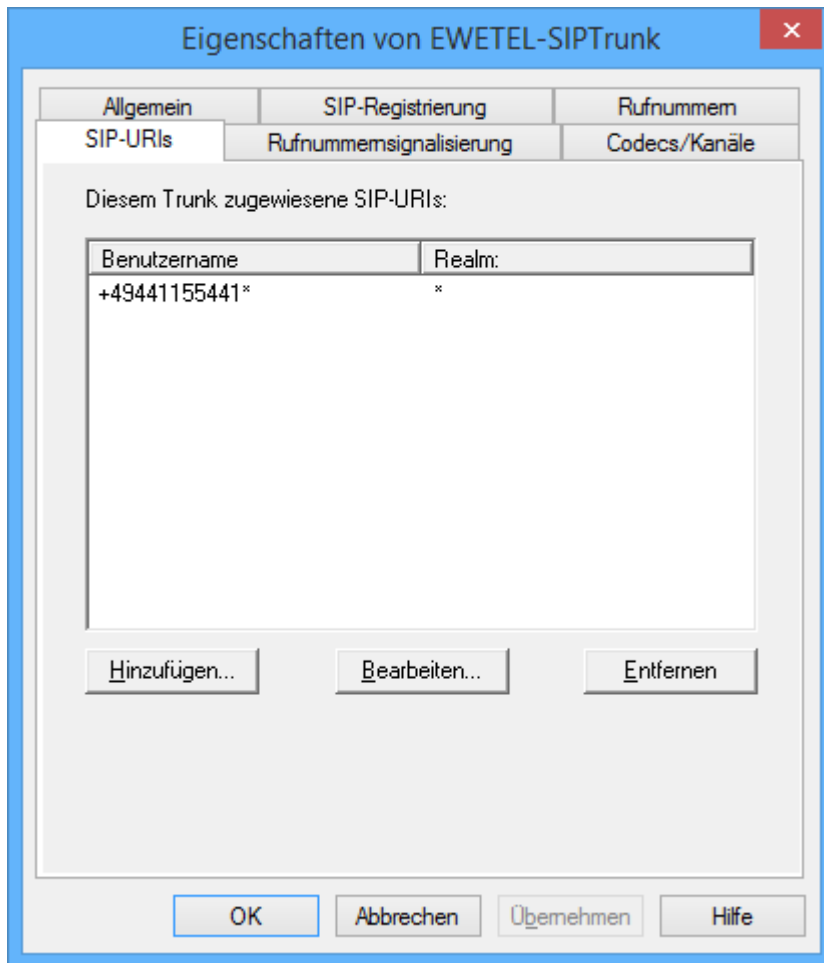 Eigenschaften von EWETEL-SIPTrunk
Allgemein SIP-Registrierung Rufnummern
SIP-URIs Rufnummernsignalisierung Codecs/Kanäle
Diesem Trunk zugewiesene SIP-URIs:
Benutzername Realm:
+49441155441* *
Hinzufügen... Bearbeiten... Entfernen
OK Abbrechen Übernehmen Hilfe